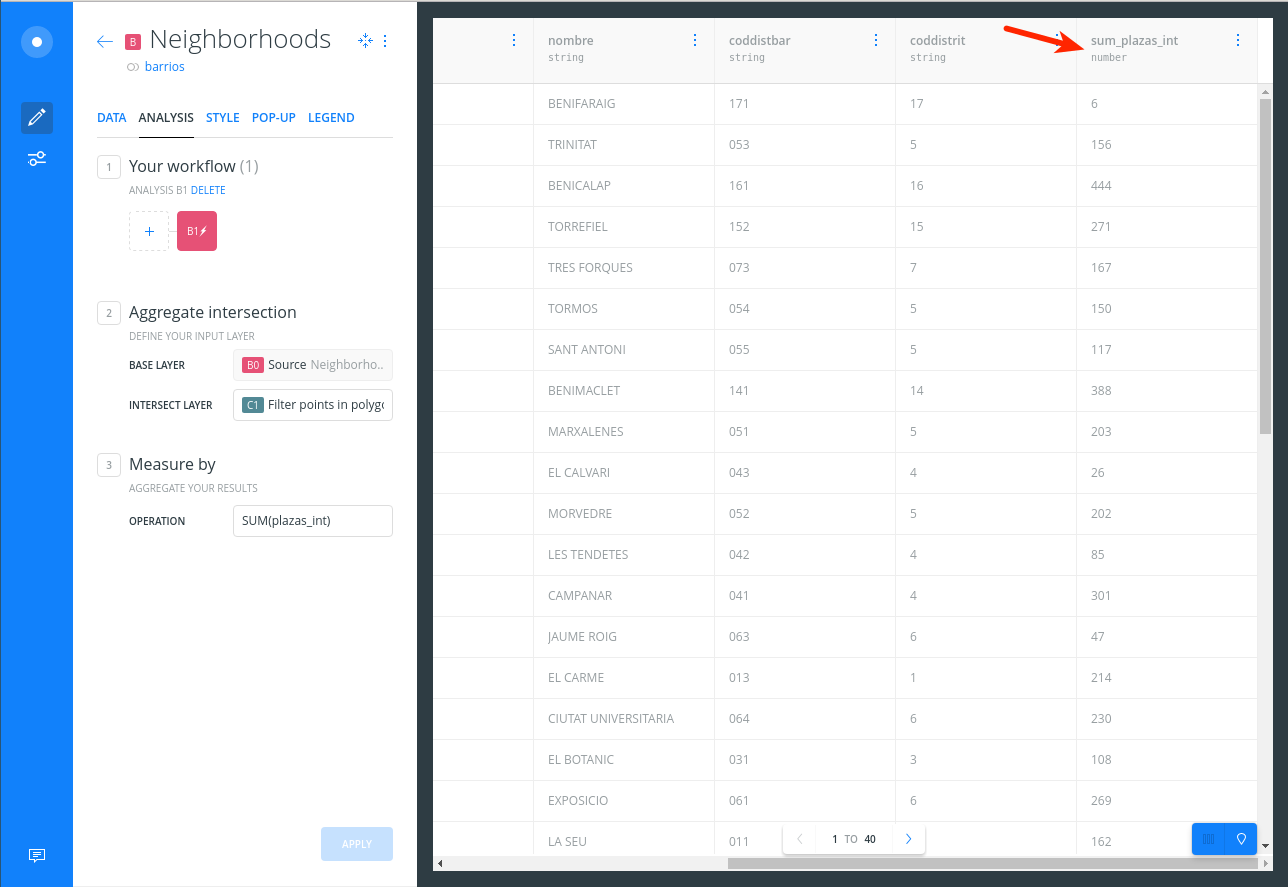 B Neighborhoods
barrios
DATA ANALYSIS STYLE POP-UP LEGEND
1 Your workflow (1)
ANALYSIS B1 DELETE
+ B1
2 Aggregate intersection
DEFINE YOUR INPUT LAYER
BASE LAYER B0 Source Neighborho..
INTERSECT LAYER C1 Filter points in polygo
3 Measure by
AGGREGATE YOUR RESULTS
OPERATION SUM(plazas_int)
APPLY
nombre coddistbar coddistrit sum_plazas_int
string string string number
BENIFARAIG 171 17 6
TRINITAT 053 5 156
BENICALAP 161 16 444
TORREFIEL 152 15 271
TRES FORQUES 073 7 167
TORMOS 054 5 150
SANT ANTONI 055 5 117
BENIMACLET 141 14 388
MARXALENES 051 5 203
EL CALVARI 043 4 26
MORVEDRE 052 5 202
LES TENDETES 042 4 85
CAMPANAR 041 4 301
JAUME ROIG 063 6 47
EL CARME 013 1 214
CIUTAT UNIVERSITARIA 064 6 230
EL BOTANIC 031 3 108
EXPOSICIO 061 6 269
LA SEU 011 162
1 TO 40